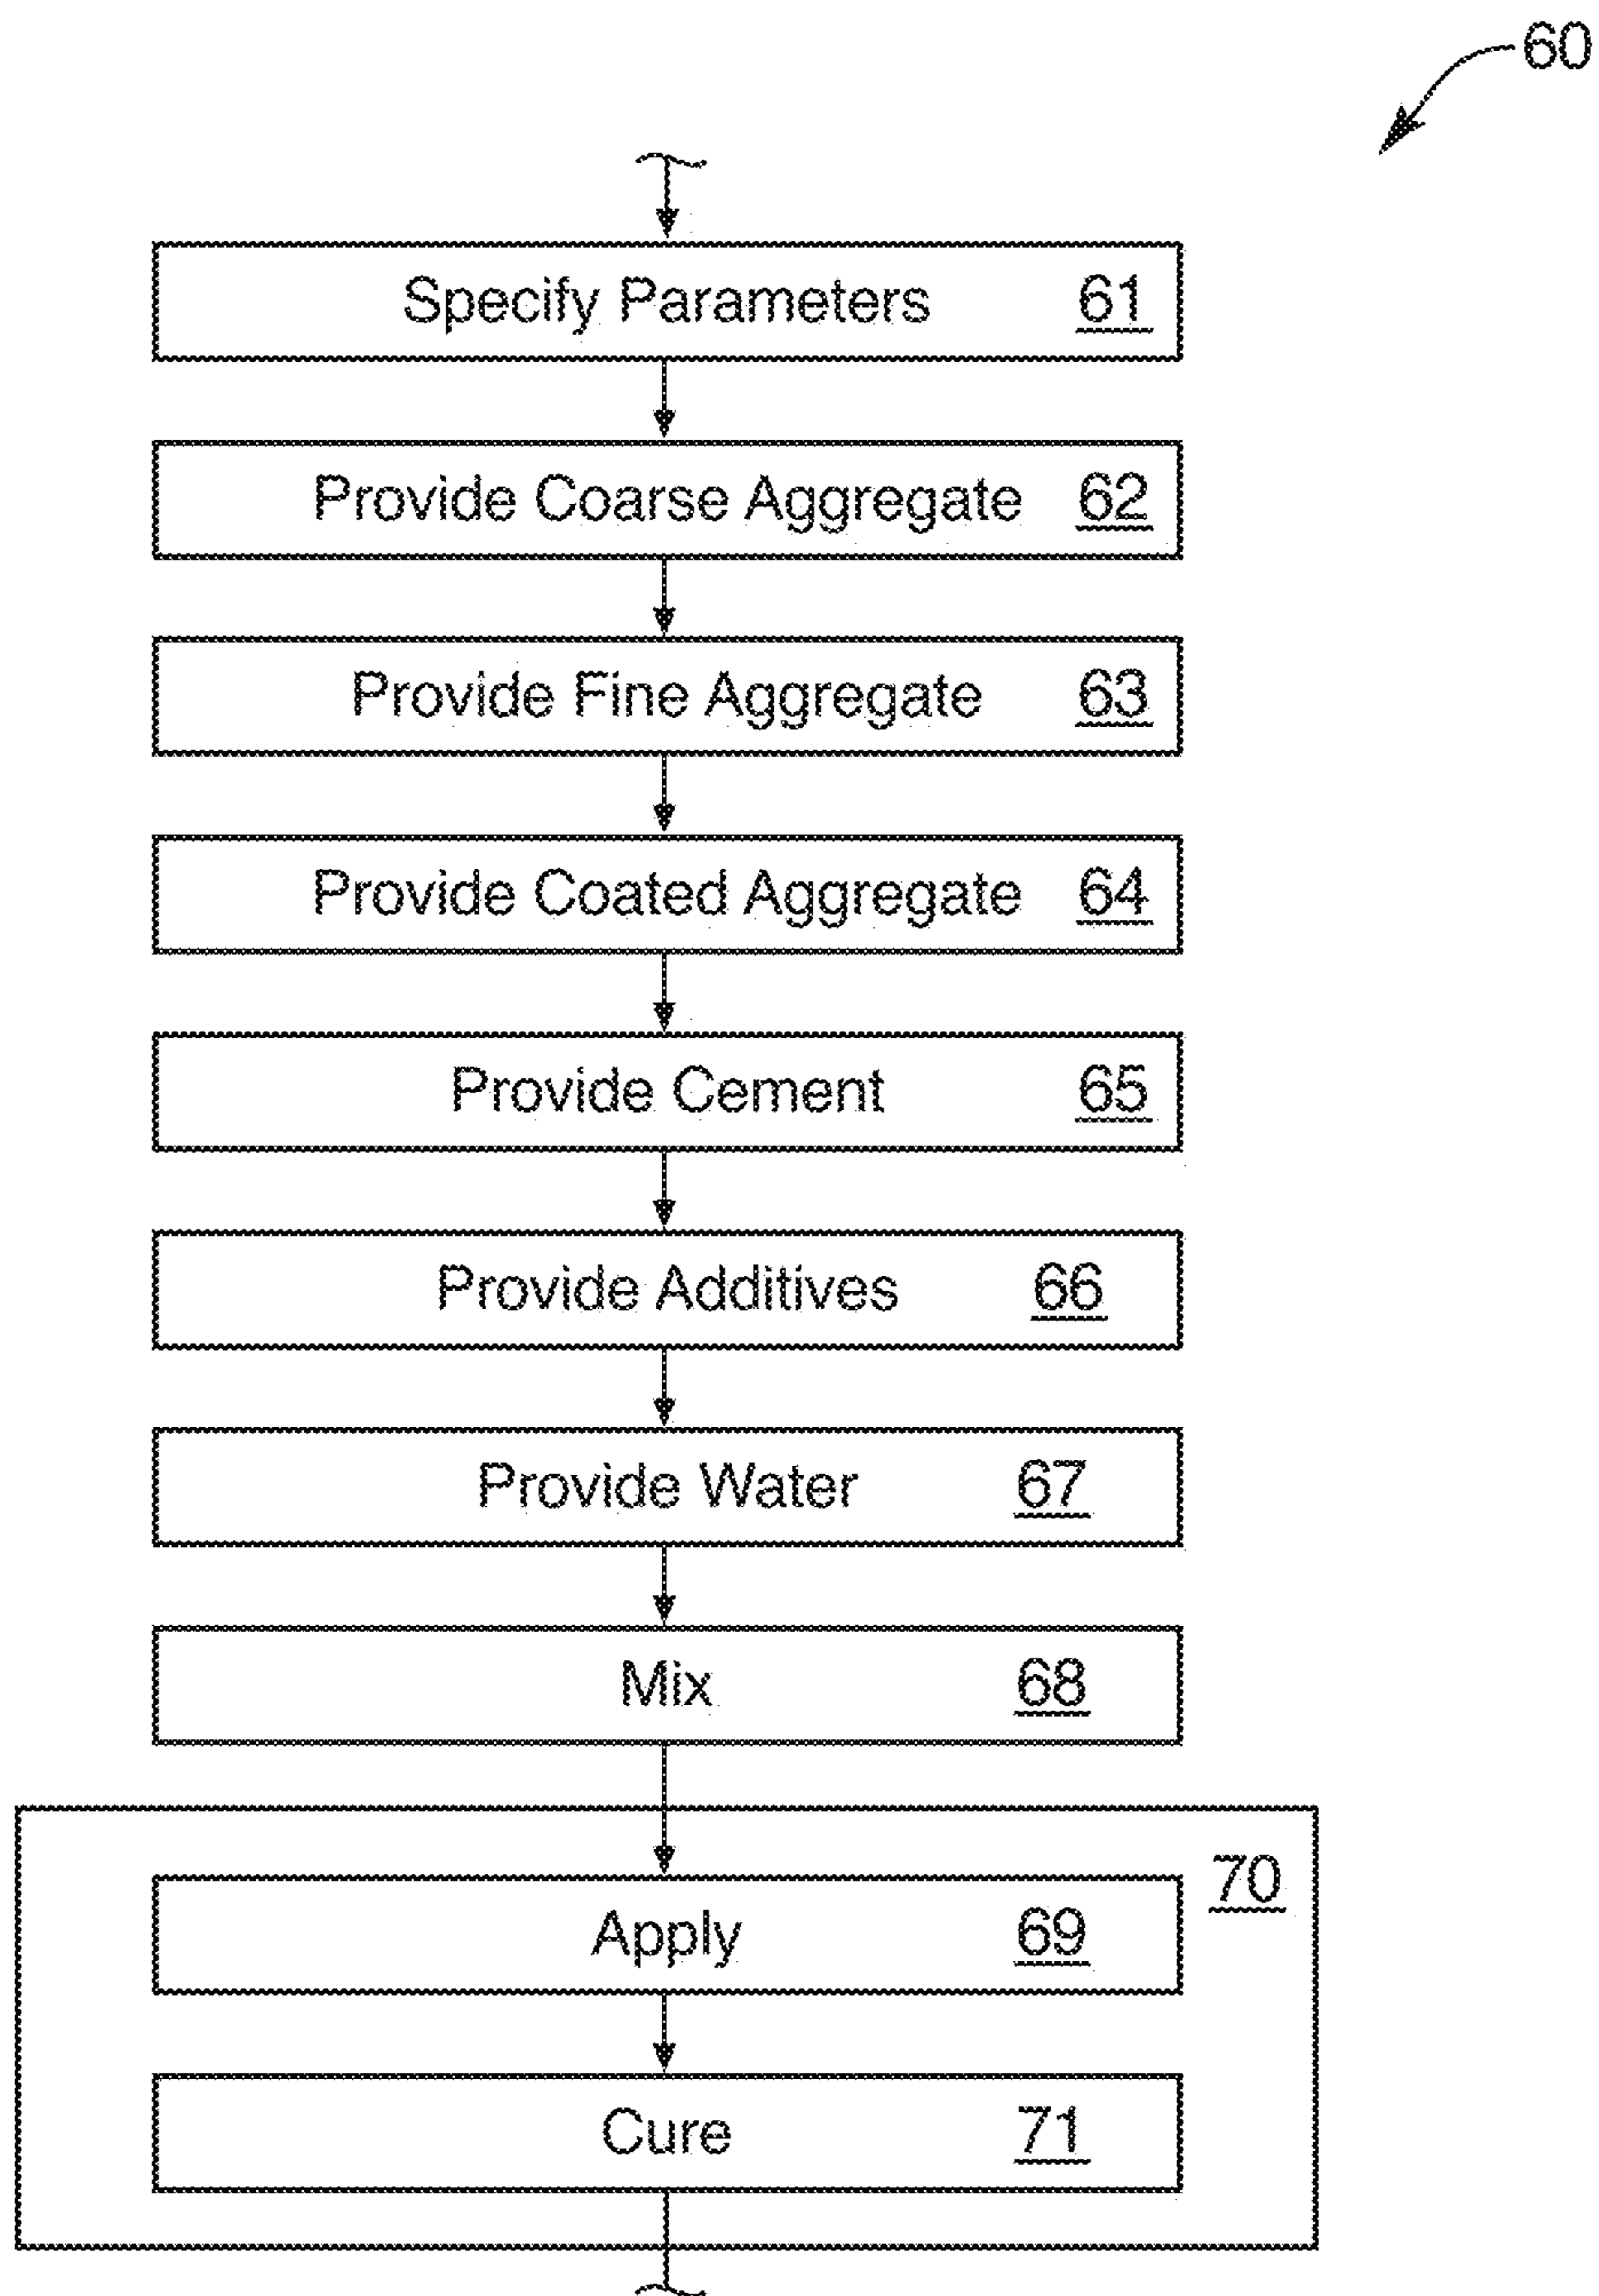 60
Specify Parameters 61
Provide Coarse Aggregate 62
Provide Fine Aggregate 63
Provide Coated Aggregate 64
Provide Cement 65
Provide Additives 66
Provide Water 67
Mix 68
70
Apply 69
Cure 71